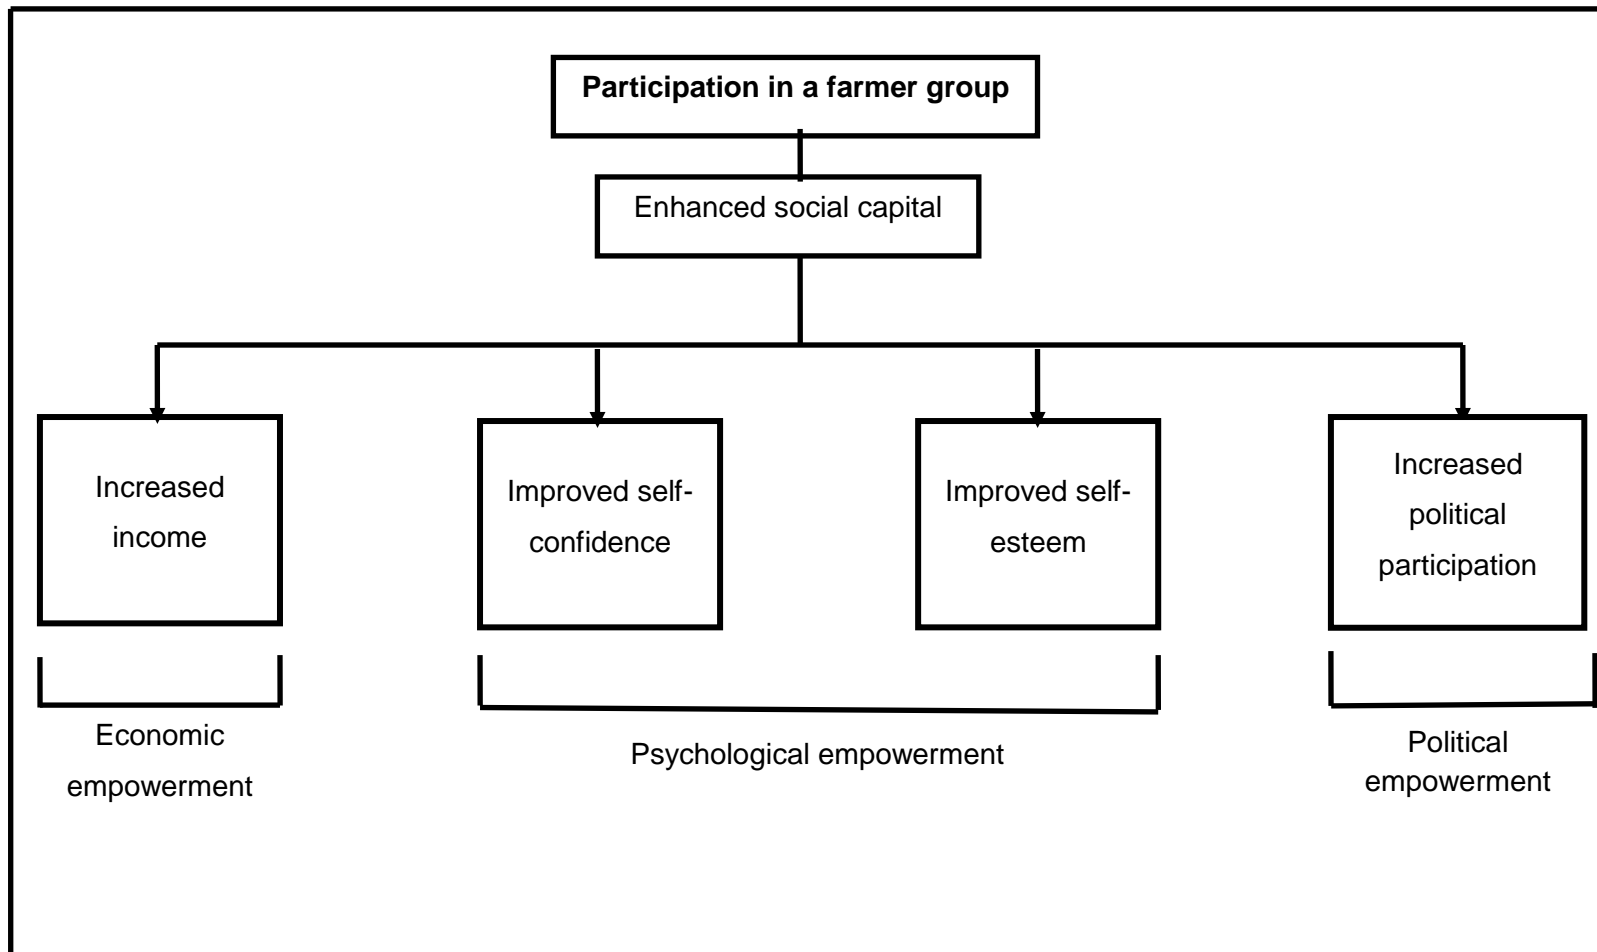 Participation in a farmer group
Enhanced social capital
Increased
income
Improved self-
confidence
Improved self-
esteem
Increased
political
participation
Economic
empowerment
Psychological empowerment
Political
empowerment